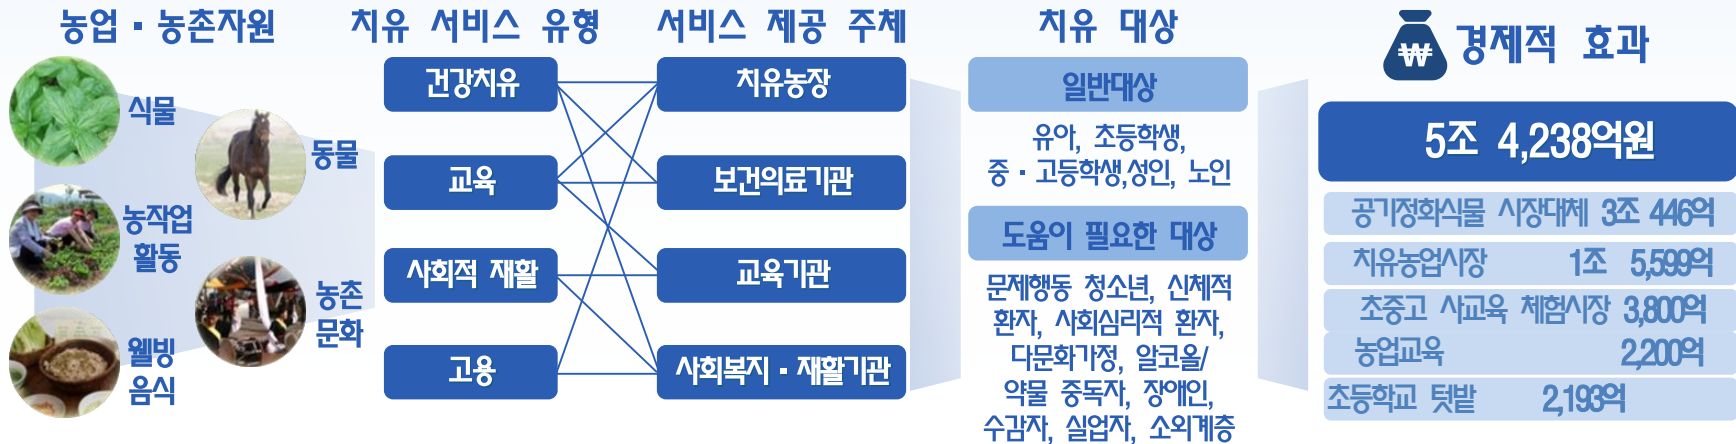 농업 · 농촌자원
식물
동물
농작업
활동
농촌
문화
웰빙
음식
치유 서비스 유형
건강치유
교육
사회적 재활
고용
서비스 제공 주체
치유농장
보건의료기관
교육기관
사회복지 · 재활기관
치유 대상
일반대상
유아, 초등학생,
중 · 고등학생,성인, 노인
도움이 필요한 대상
문제행동 청소년, 신체적
환자, 사회심리적 환자,
다문화가정, 알코올/
약물 중독자, 장애인,
수감자, 실업자, 소외계층
₩ 경제적 효과
5조 4,238억원
공기정화식물 시장대체 3조 446억
치유농업시장 1조 5,599억
초중고 사교육 체험시장 3,800억
농업교육 2,200억
초등학교 텃밭 2,193억